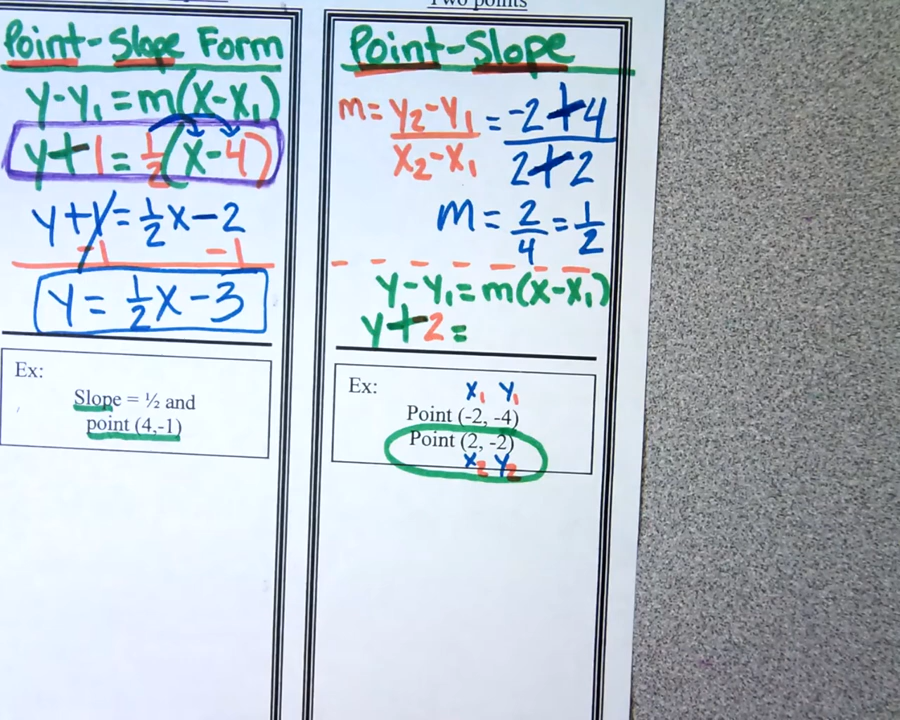 Point-Slope Form
y-y₁=m(x-x₁)
y+1=½(x-4)
y+1=½x-2
-1 -1
y=½x-3
Ex:
Slope = ½ and
point (4,-1)
Two points
Point-Slope
m=y₂-y₁/x₂-x₁=-2+4/2+2
m=2/4=1/2
y-y₁=m(x-x₁)
y+2=
Ex:
x₁ y₁
Point (-2, -4)
Point (2, -2)
x₂ y₂